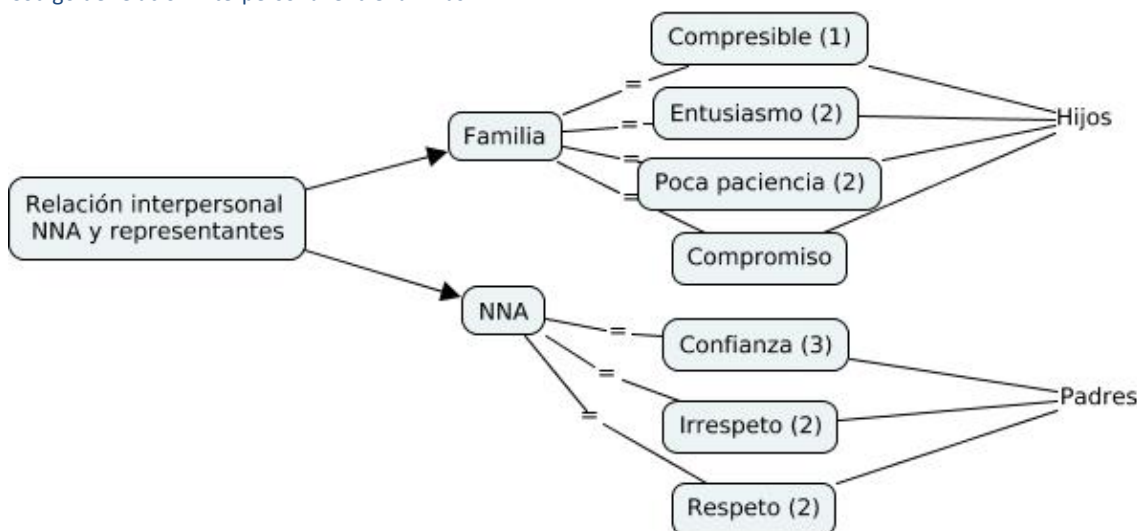 Compresible (1)
=
Entusiasmo (2)
=
Hijos
Familia
=
Poca paciencia (2)
=
Relación interpersonal
NNA y representantes
Compromiso
NNA
=
Confianza (3)
=
Padres
Irrespeto (2)
=
Respeto (2)